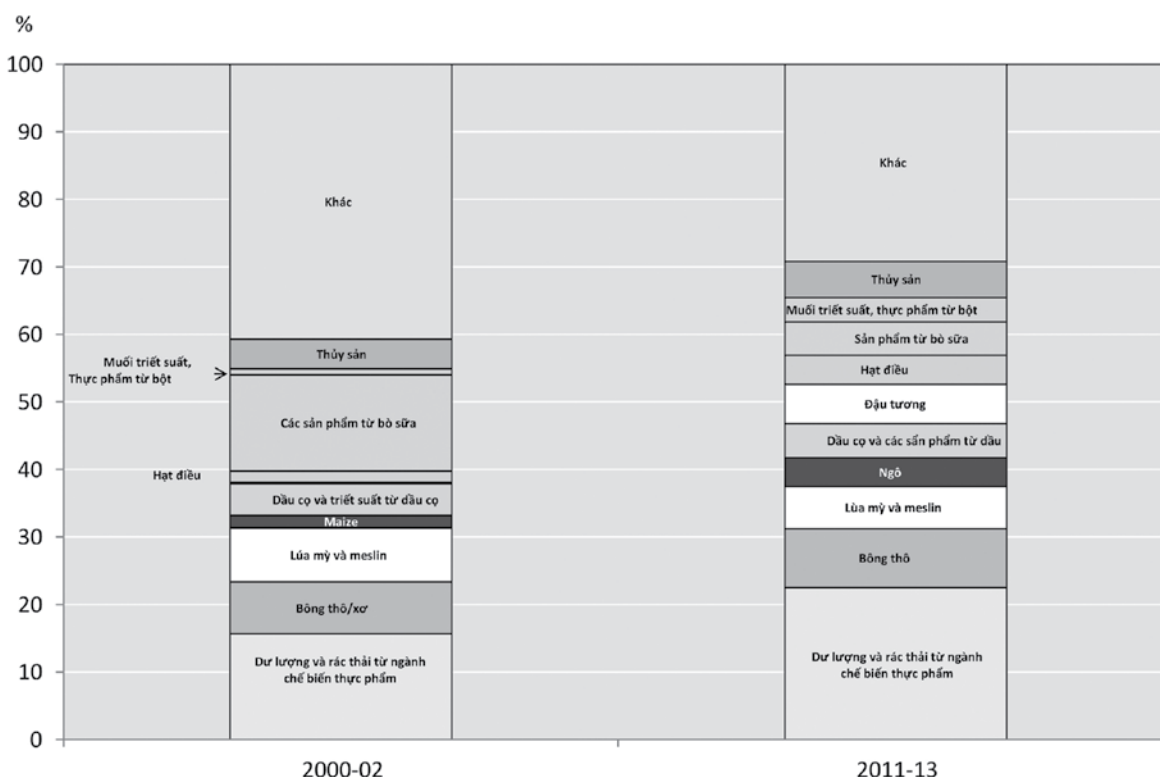 %
100
90
80
70
60
50
40
30
20
10
0
Khác
Thủy sản
Muối triết suất,
Thực phẩm từ bột
Các sản phẩm từ bò sữa
Hạt điều
Dầu cọ và triết suất từ dầu cọ
Maize
Lúa mỳ và meslin
Bông thô/xơ
Dư lượng và rác thải từ ngành
chế biến thực phẩm
2000-02
Khác
Thủy sản
Muối triết suất, thực phẩm từ bột
Sản phẩm từ bò sữa
Hạt điều
Đậu tương
Dầu cọ và các sẩn phẩm từ dầu
Ngô
Lùa mỳ và meslin
Bông thô
Dư lượng và rác thải từ ngành
chế biến thực phẩm
2011-13